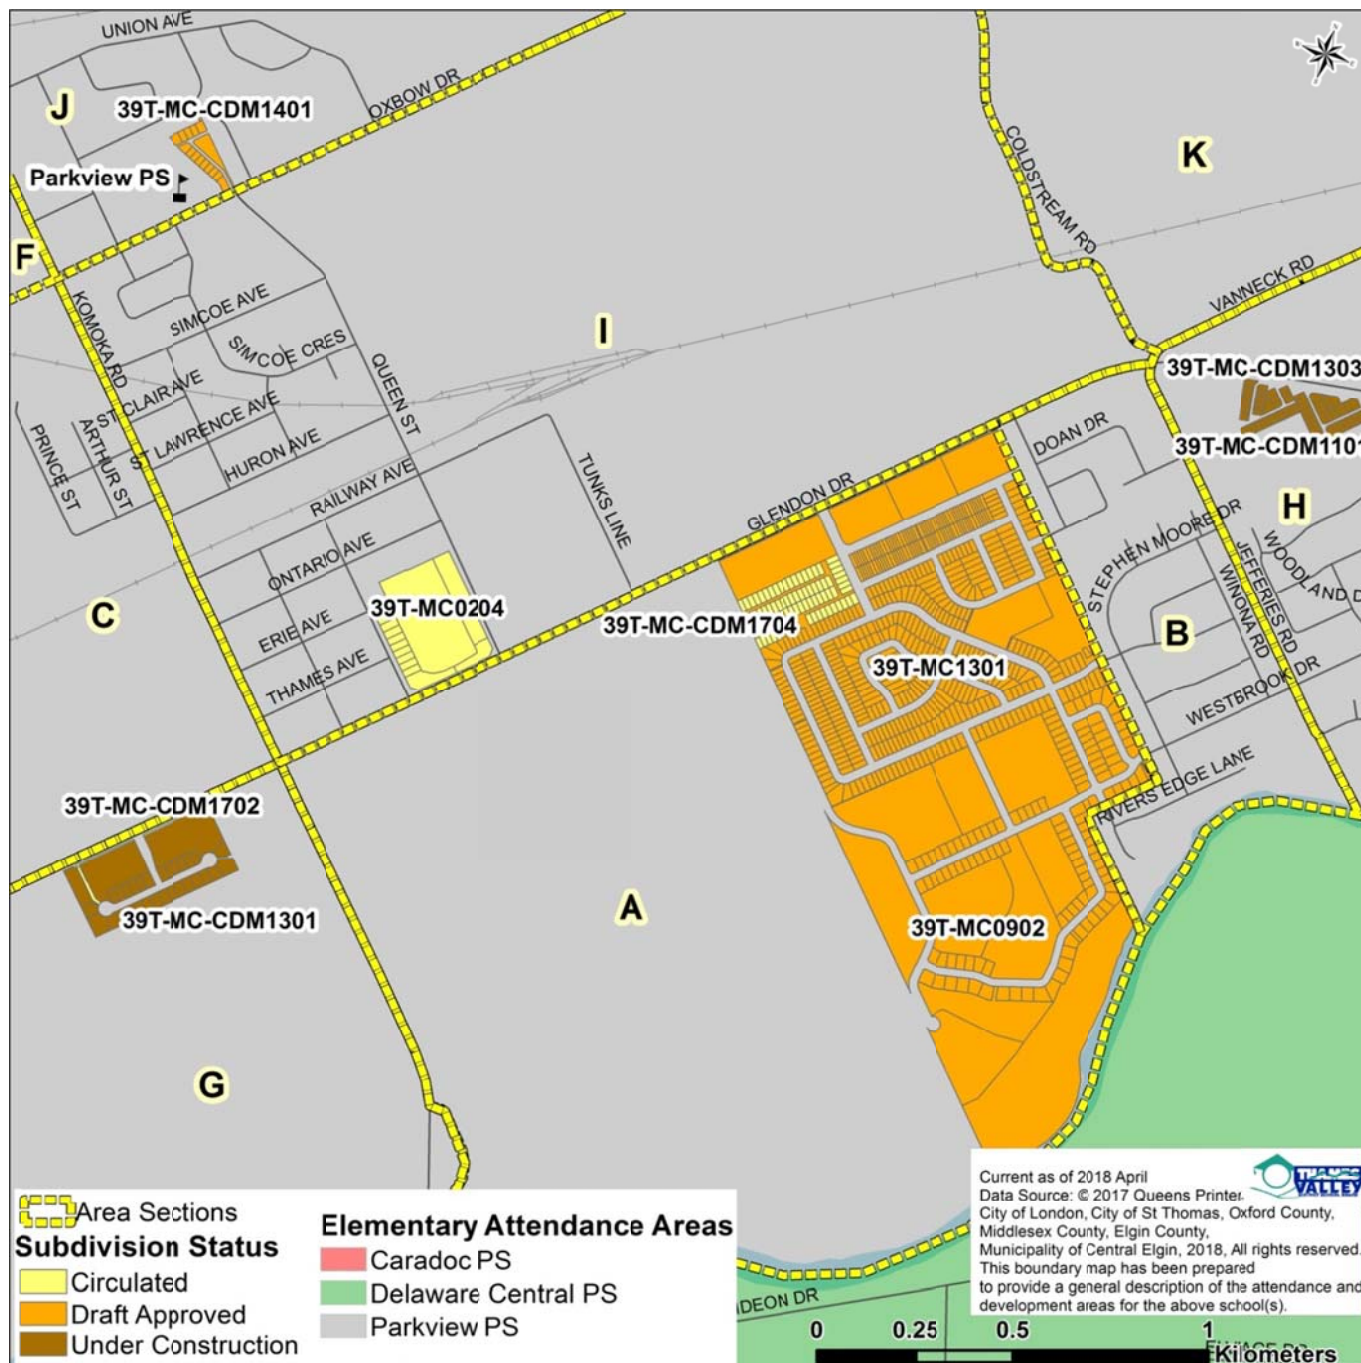 UNION AVE
J
39T-MC-CDM1401
OXBOW DR
Parkview PS
K
COLDSTREAM RD
F
KOMOKA RD
SIMCOE AVE
SIMCOE CRES
I
VANNECK RD
QUEEN ST
ST CLAIR AVE
ST LAWRENCE AVE
ARTHUR ST
PRINCE ST
HURON AVE
39T-MC-CDM1303
39T-MC-CDM1101
DOAN DR
RAILWAY AVE
TUNKS LINE
GLENDON DR
H
ONTARIO AVE
STEPHEN MOORE DR
JEFFERIES RD
WINONA RD
WOODLAND D
C
39T-MC0204
ERIE AVE
THAMES AVE
39T-MC-CDM1704
B
39T-MC1301
WESTBROOK DR
RIVERS EDGE LANE
39T-MC-CDM1702
39T-MC-CDM1301
A
39T-MC0902
G
Area Sections
Subdivision Status
Circulated
Draft Approved
Under Construction
Elementary Attendance Areas
Caradoc PS
Delaware Central PS
Parkview PS
Current as of 2018 April
Data Source: © 2017 Queens Printer,
City of London, City of St Thomas, Oxford County,
Middlesex County, Elgin County,
Municipality of Central Elgin, 2018, All rights reserved.
This boundary map has been prepared
to provide a general description of the attendance and
development areas for the above school(s).
THAMES
VALLEY
IDEON DR
0 0.25 0.5 1
Kilometers